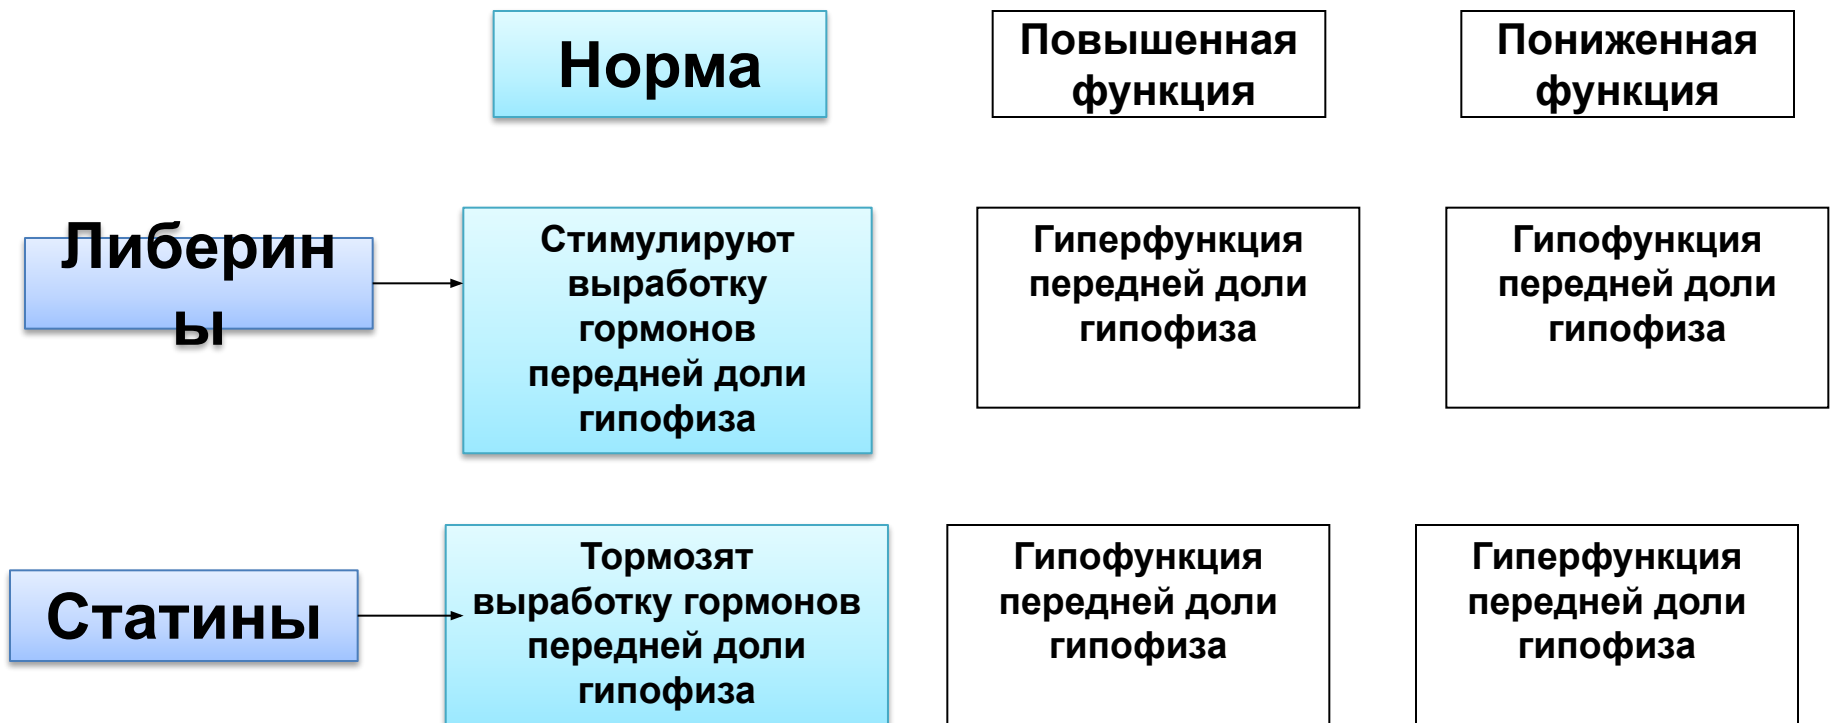 Норма
Повышенная
функция
Пониженная
функция
Либерин
ы
Стимулируют
выработку
гормонов
передней доли
гипофиза
Гиперфункция
передней доли
гипофиза
Гипофункция
передней доли
гипофиза
Статины
Тормозят
выработку гормонов
передней доли
гипофиза
Гипофункция
передней доли
гипофиза
Гиперфункция
передней доли
гипофиза